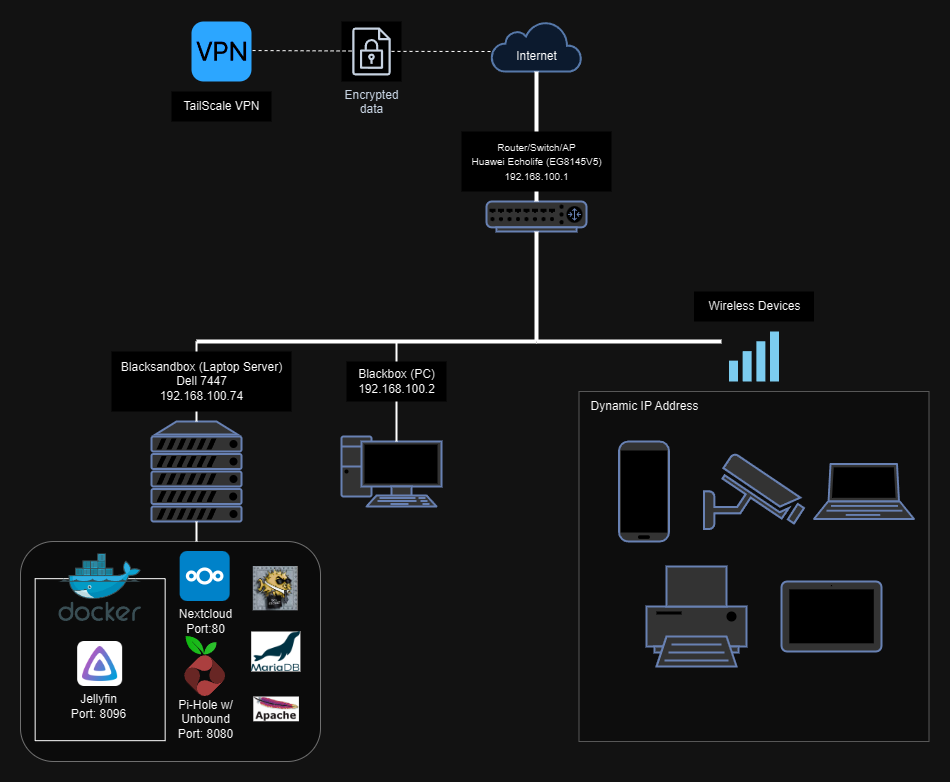 VPN
TailScale VPN
Encrypted
data
Internet
Router/Switch/AP
Huawei Echolife (EG8145V5)
192.168.100.1
Wireless Devices
Blacksandbox (Laptop Server)
Dell 7447
192.168.100.74
Blackbox (PC)
192.168.100.2
Dynamic IP Address
docker
Jellyfin
Port: 8096
Nextcloud
Port:80
Pi-Hole w/
Unbound
Port: 8080
MariaDB
Apache